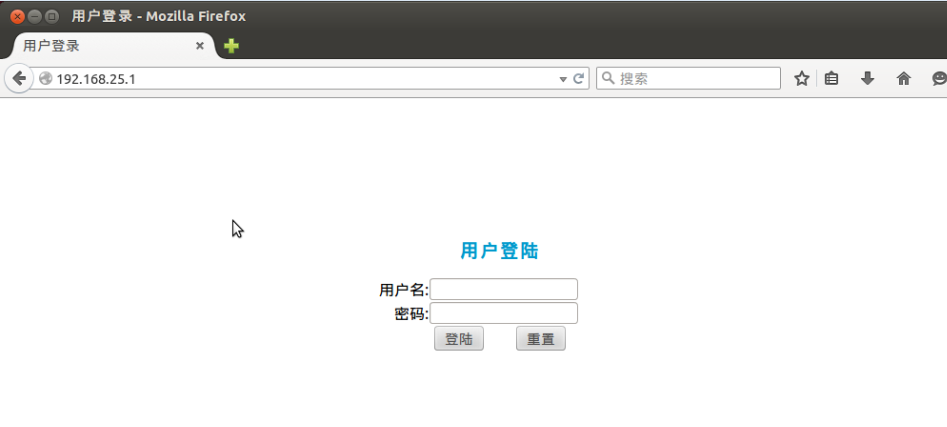 用户登录 - Mozilla Firefox
用户登录
192.168.25.1
搜索
用户登陆
用户名:
密码:
登陆 重置